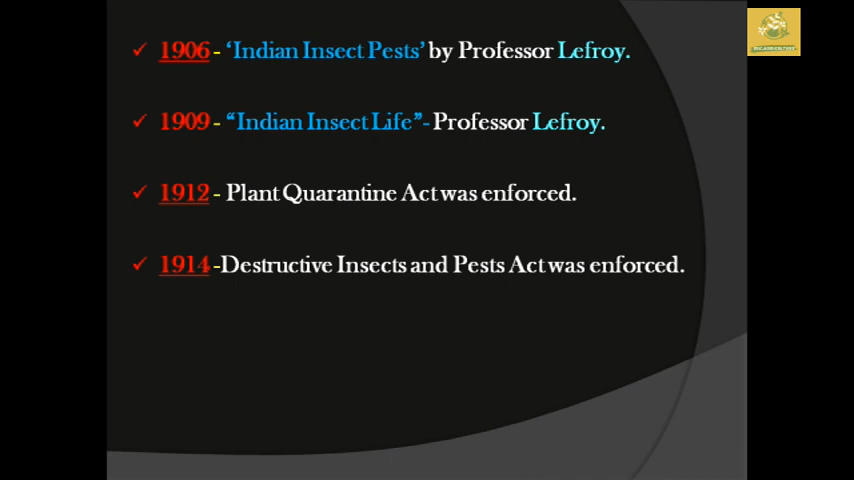 ✓ 1906 - ‘Indian Insect Pests’ by Professor Lefroy.
✓ 1909 - “Indian Insect Life”- Professor Lefroy.
✓ 1912 - Plant Quarantine Act was enforced.
✓ 1914 -Destructive Insects and Pests Act was enforced.